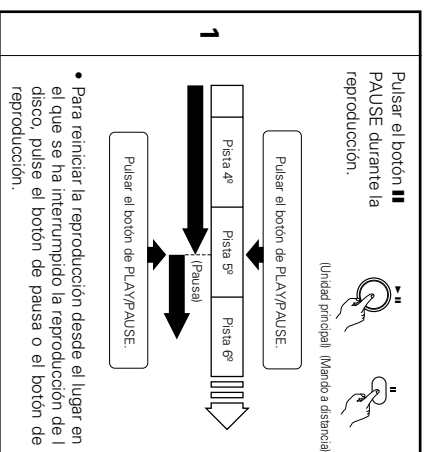 1
Pulsar el botón ❚❚
PAUSE durante la
reproducción.
►❚❚
❚❚
(Unidad principal) (Mando a distancia)
Pulsar el botón de PLAY/PAUSE.
Pista 4º
Pista 5º
Pista 6º
(Pausa)
Pulsar el botón de PLAY/PAUSE.
• Para reiniciar la reproducción desde el lugar en
el que se ha interrumpido la reproducción de l
disco, pulse el botón de pausa o el botón de
reproducción.